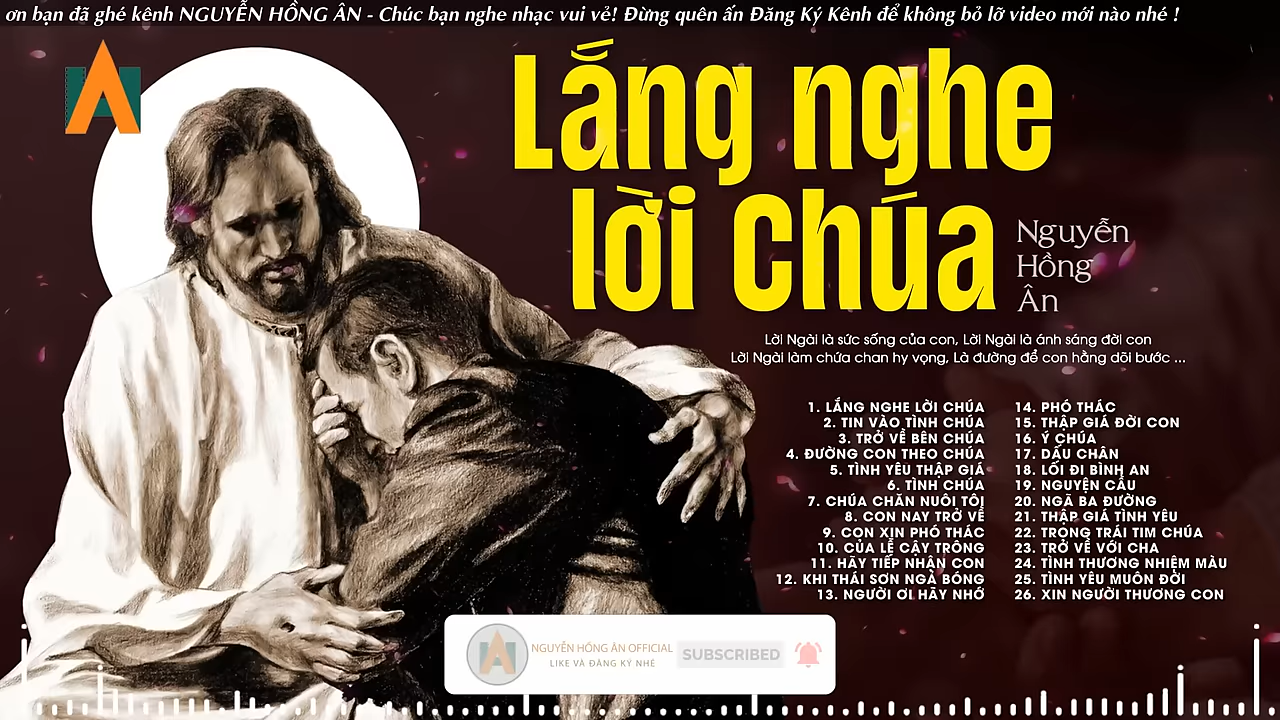 ơn bạn đã ghé kênh NGUYỄN HỒNG ÂN - Chúc bạn nghe nhạc vui vẻ! Đừng quên ấn Đăng Ký Kênh để không bỏ lỡ video mới nào nhé !
Lắng nghe
lời Chúa
Nguyễn
Hồng
Ân
Lời Ngài là sức sống của con, Lời Ngài là ánh sáng đời con
Lời Ngài làm chứa chan hy vọng, Là đường để con hằng dõi bước ...
1. LẮNG NGHE LỜI CHÚA
2. TIN VÀO TÌNH CHÚA
3. TRỞ VỀ BÊN CHÚA
4. ĐƯỜNG CON THEO CHÚA
5. TÌNH YÊU THẬP GIÁ
6. TÌNH CHÚA
7. CHÚA CHĂN NUÔI TÔI
8. CON NAY TRỞ VỀ
9. CON XIN PHÓ THÁC
10. CỦA LỄ CẬY TRÔNG
11. HÃY TIẾP NHẬN CON
12. KHI THÁI SƠN NGẢ BÓNG
13. NGƯỜI ƠI HÃY NHỚ
14. PHÓ THÁC
15. THẬP GIÁ ĐỜI CON
16. Ý CHÚA
17. DẤU CHÂN
18. LỐI ĐI BÌNH AN
19. NGUYỆN CẦU
20. NGÃ BA ĐƯỜNG
21. THẬP GIÁ TÌNH YÊU
22. TRONG TRÁI TIM CHÚA
23. TRỞ VỀ VỚI CHA
24. TÌNH THƯƠNG NHIỆM MÀU
25. TÌNH YÊU MUÔN ĐỜI
26. XIN NGƯỜI THƯƠNG CON
NGUYỄN HỒNG ÂN OFFICIAL
LIKE VÀ ĐĂNG KÝ NHÉ
SUBSCRIBED